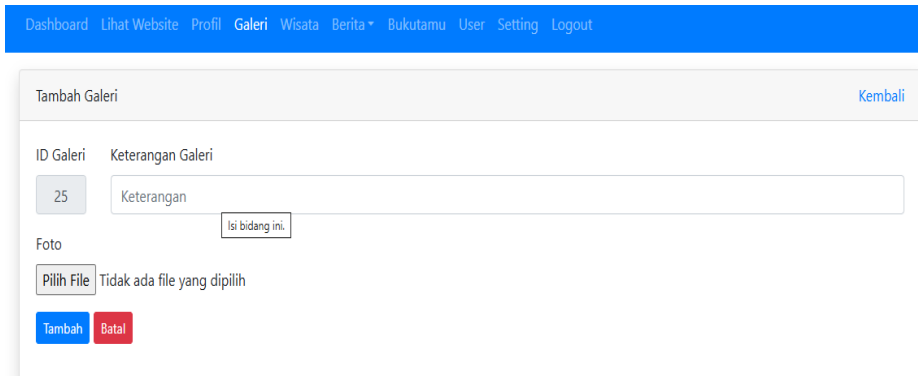 Dashboard Lihat Website Profil Galeri Wisata Berita Bukutamu User Setting Logout
Tambah Galeri Kembali
ID Galeri Keterangan Galeri
25 Keterangan
Isi bidang ini.
Foto
Pilih File Tidak ada file yang dipilih
Tambah Batal